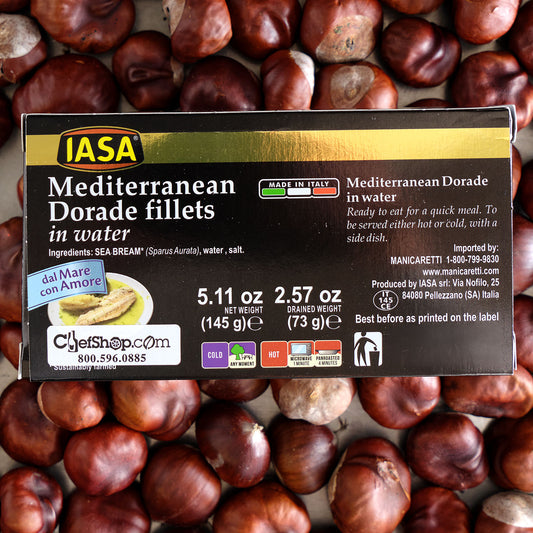 IASA
Mediterranean
Dorade fillets
in water
Ingredients: SEA BREAM* (Sparus Aurata), water, salt.
dal Mare
con Amore
ChefShop.com
800.596.0885
Sustainably farmed
MADE IN ITALY
5.11 oz
NET WEIGHT
(145 g)℮
2.57 oz
DRAINED WEIGHT
(73 g)℮
COLD
ANY MOMENT
HOT
MICROWAVE
1 MINUTE
PANROASTER
4 MINUTES
Mediterranean Dorade
in water
Ready to eat for a quick meal. To
be served either hot or cold, with a
side dish.
Imported by:
MANICARETTI 1-800-799-9830
www.manicaretti.com
Produced by IASA srl: Via Nofilo, 25
84080 Pellezzano (SA) Italia
IT
145
CE
Best before as printed on the label